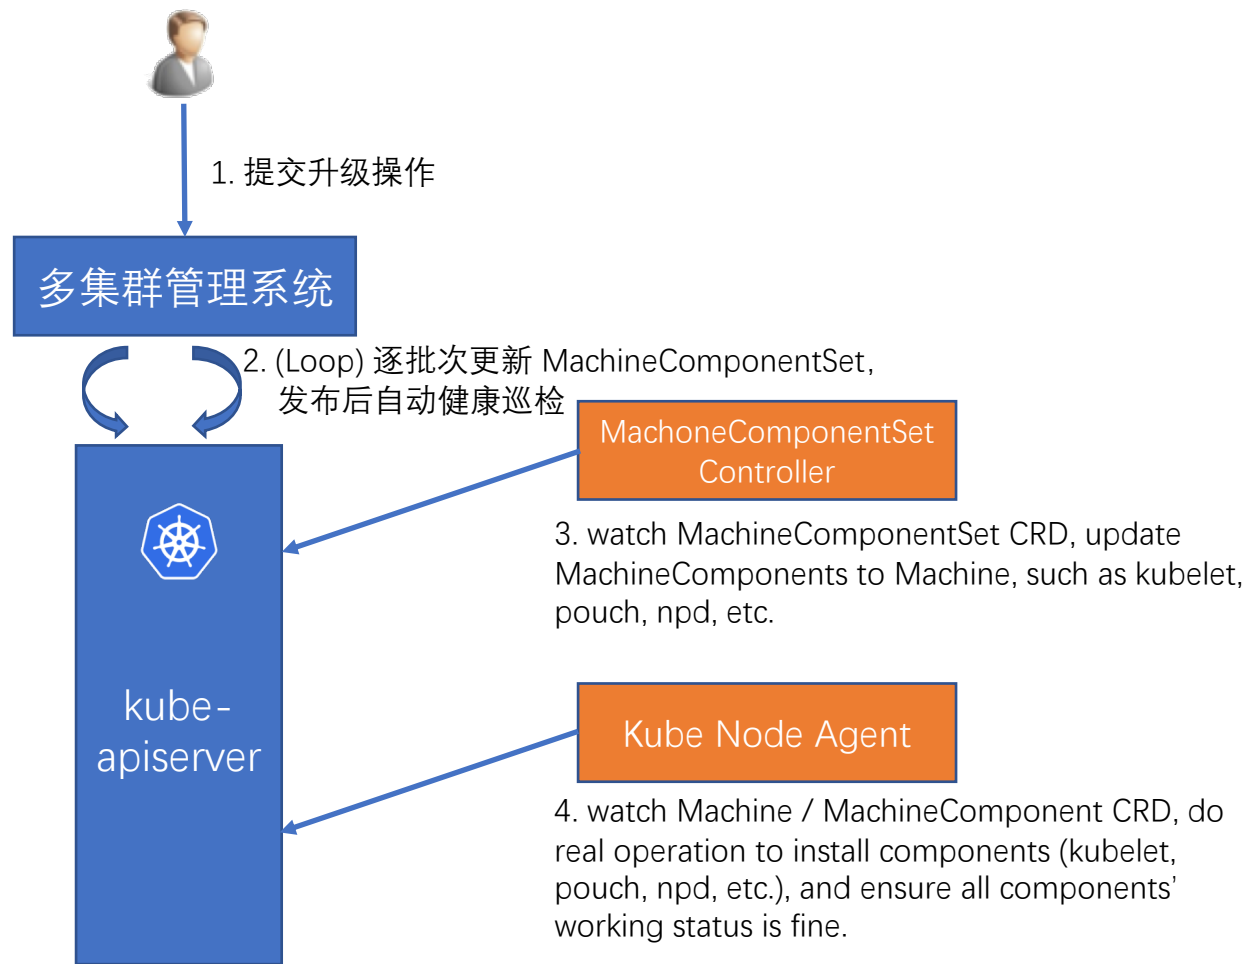 1. 提交升级操作
多集群管理系统
2. (Loop) 逐批次更新 MachineComponentSet,
发布后自动健康巡检
MachoneComponentSet
Controller
3. watch MachineComponentSet CRD, update
MachineComponents to Machine, such as kubelet,
pouch, npd, etc.
kube-
apiserver
Kube Node Agent
4. watch Machine / MachineComponent CRD, do
real operation to install components (kubelet,
pouch, npd, etc.), and ensure all components’
working status is fine.